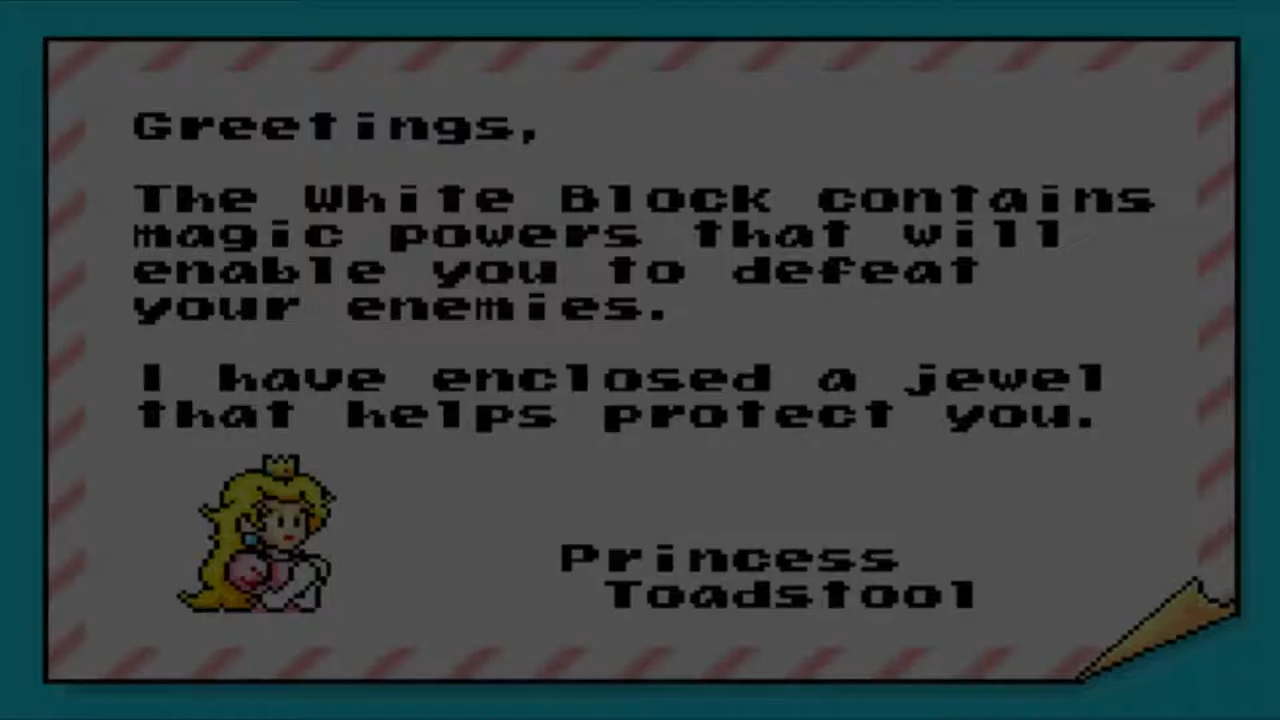 Greetings,
The White Block contains
magic powers that will
enable you to defeat
your enemies.
I have enclosed a jewel
that helps protect you.
Princess
Toadstool